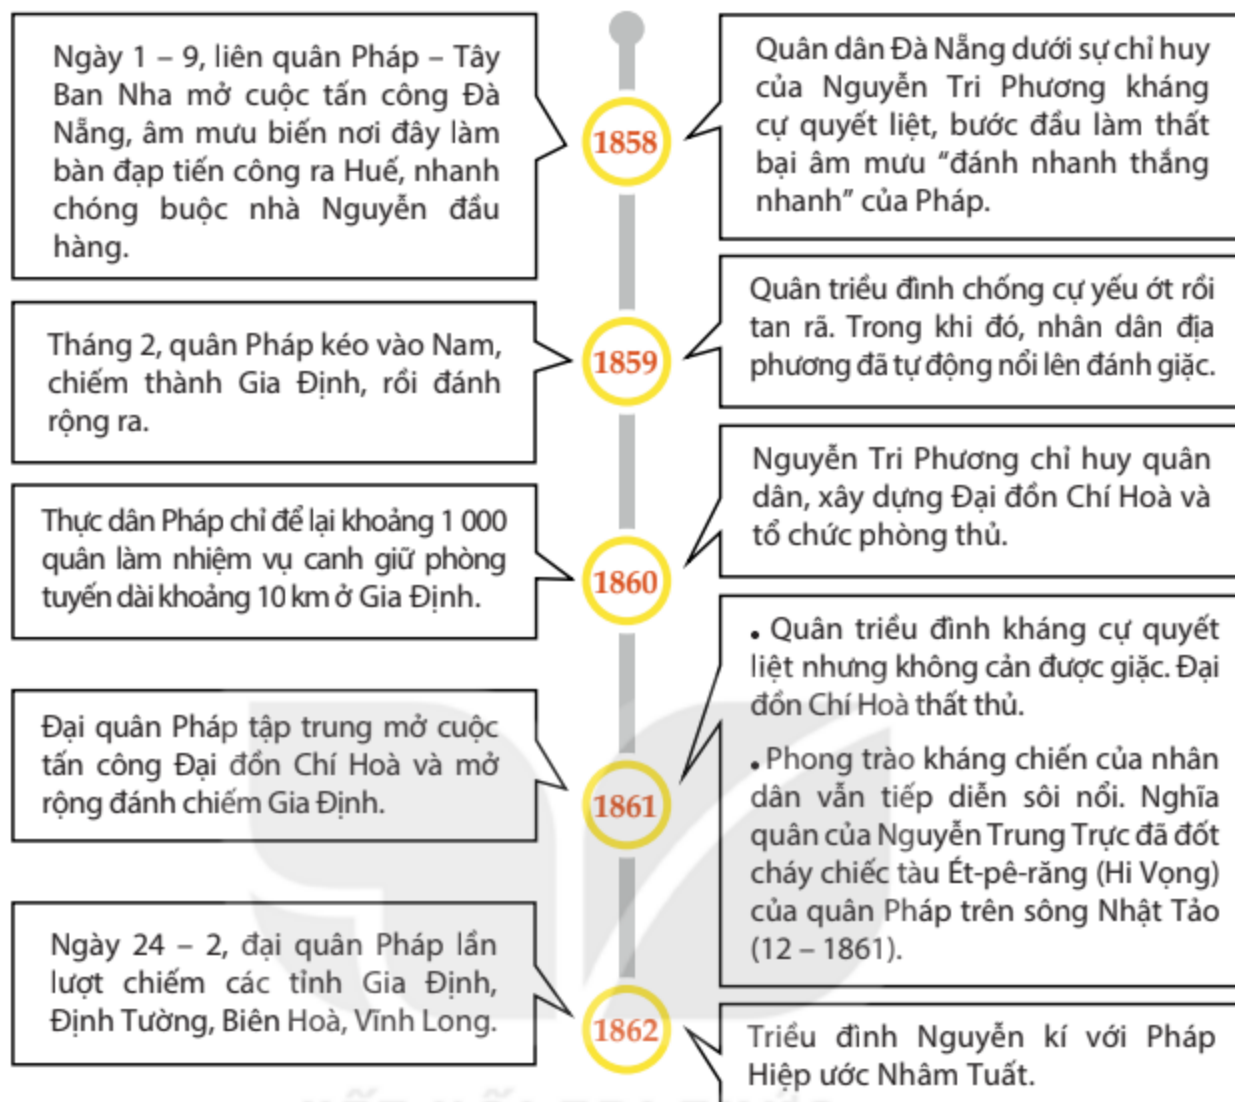 Ngày 1 – 9, liên quân Pháp – Tây
Ban Nha mở cuộc tấn công Đà
Nẵng, âm mưu biến nơi đây làm
bàn đạp tiến công ra Huế, nhanh
chóng buộc nhà Nguyễn đầu
hàng.
1858
Quân dân Đà Nẵng dưới sự chỉ huy
của Nguyễn Tri Phương kháng
cự quyết liệt, bước đầu làm thất
bại âm mưu “đánh nhanh thắng
nhanh” của Pháp.
Tháng 2, quân Pháp kéo vào Nam,
chiếm thành Gia Định, rồi đánh
rộng ra.
1859
Quân triều đình chống cự yếu ớt rồi
tan rã. Trong khi đó, nhân dân địa
phương đã tự động nổi lên đánh giặc.
Thực dân Pháp chỉ để lại khoảng 1 000
quân làm nhiệm vụ canh giữ phòng
tuyến dài khoảng 10 km ở Gia Định.
1860
Nguyễn Tri Phương chỉ huy quân
dân, xây dựng Đại đồn Chí Hoà và
tổ chức phòng thủ.
Đại quân Pháp tập trung mở cuộc
tấn công Đại đồn Chí Hoà và mở
rộng đánh chiếm Gia Định.
1861
• Quân triều đình kháng cự quyết
liệt nhưng không cản được giặc. Đại
đồn Chí Hoà thất thủ.
• Phong trào kháng chiến của nhân
dân vẫn tiếp diễn sôi nổi. Nghĩa
quân của Nguyễn Trung Trực đã đốt
cháy chiếc tàu Ét-pê-răng (Hi Vọng)
của quân Pháp trên sông Nhật Tảo
(12 – 1861).
Ngày 24 – 2, đại quân Pháp lần
lượt chiếm các tỉnh Gia Định,
Định Tường, Biên Hoà, Vĩnh Long.
1862
Triều đình Nguyễn kí với Pháp
Hiệp ước Nhâm Tuất.